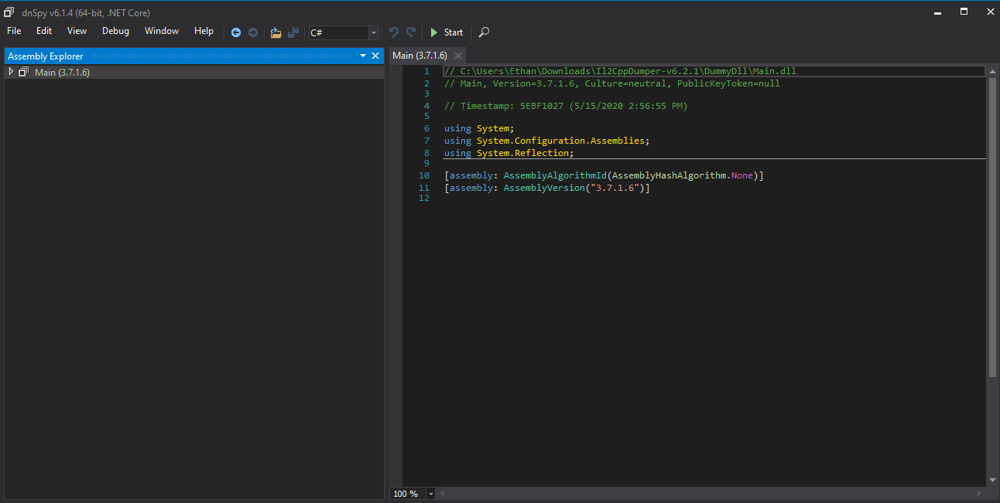 dnSpy v6.1.4 (64-bit, .NET Core)
File Edit View Debug Window Help C# Start
Assembly Explorer
Main (3.7.1.6)
Main (3.7.1.6)
1 // C:\Users\Ethan\Downloads\Il2CppDumper-v6.2.1\DummyDll\Main.dll
2 // Main, Version=3.7.1.6, Culture=neutral, PublicKeyToken=null
3
4 // Timestamp: 5EBF1027 (5/15/2020 2:56:55 PM)
5
6 using System;
7 using System.Configuration.Assemblies;
8 using System.Reflection;
9
10 [assembly: AssemblyAlgorithmId(AssemblyHashAlgorithm.None)]
11 [assembly: AssemblyVersion("3.7.1.6")]
12
100 %